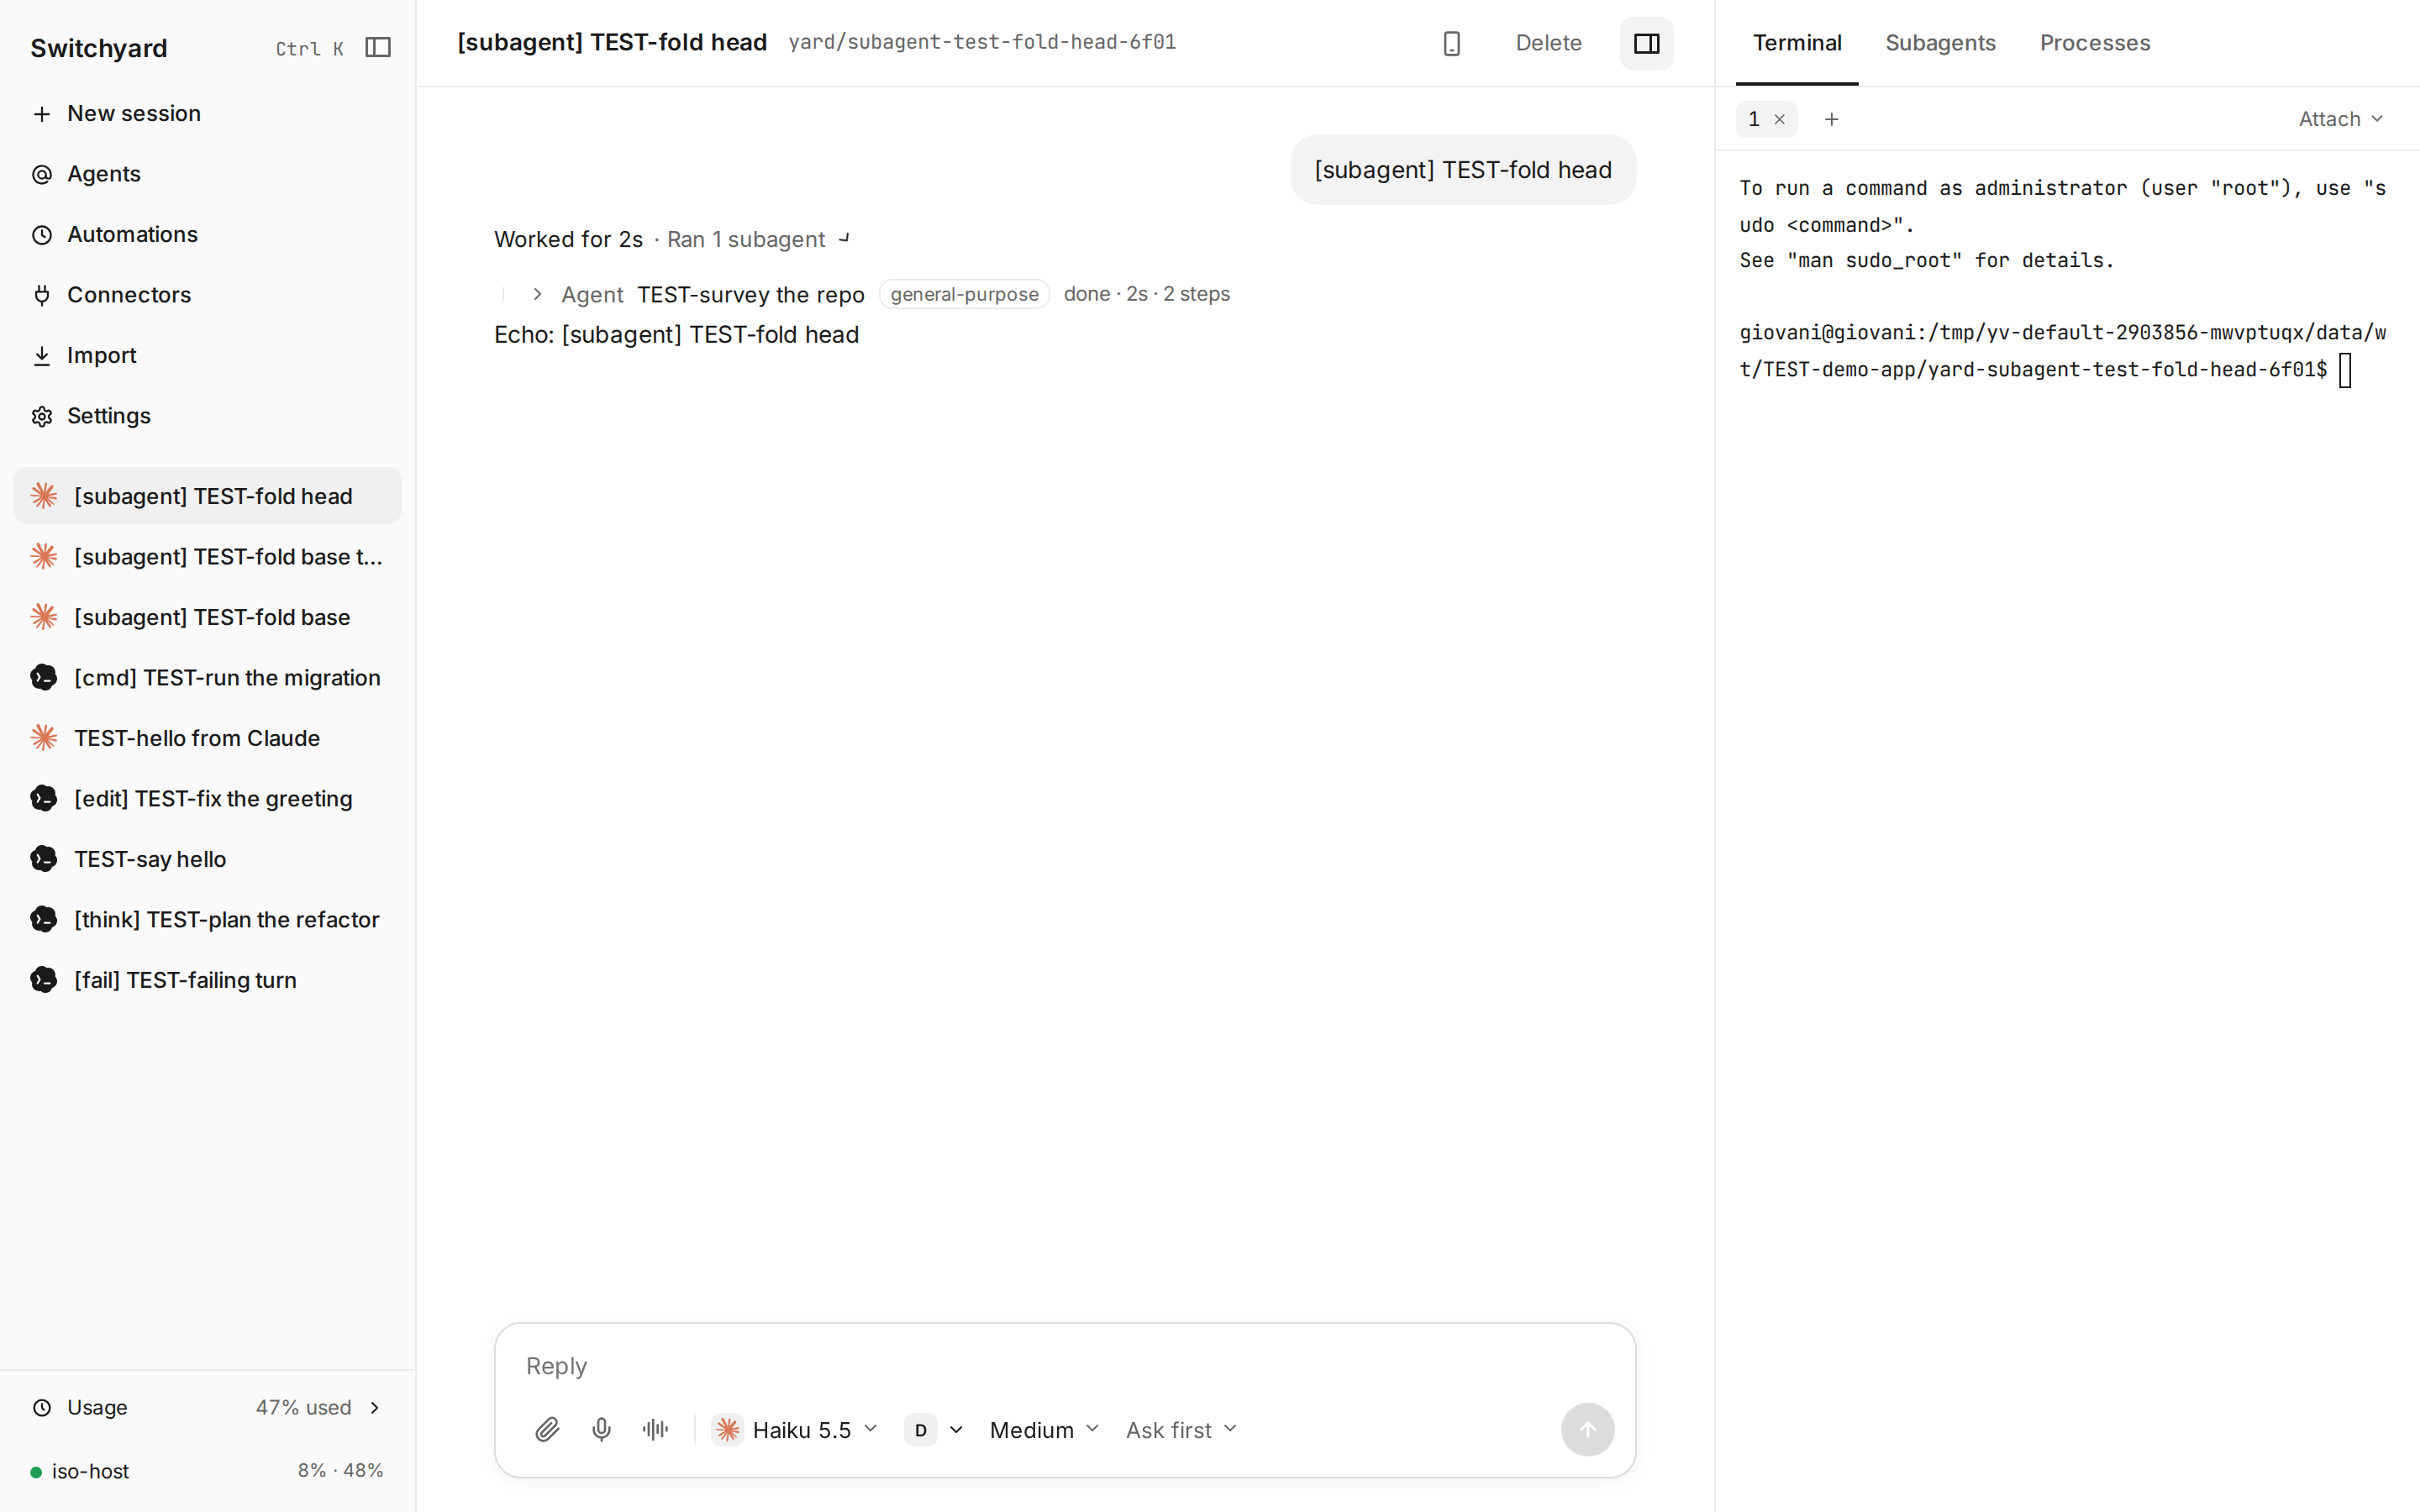 Switchyard
Ctrl K
New session
Agents
Automations
Connectors
Import
Settings
[subagent] TEST-fold head
[subagent] TEST-fold base t...
[subagent] TEST-fold base
[cmd] TEST-run the migration
TEST-hello from Claude
[edit] TEST-fix the greeting
TEST-say hello
[think] TEST-plan the refactor
[fail] TEST-failing turn
Usage 47% used
iso-host 8% · 48%
[subagent] TEST-fold head yard/subagent-test-fold-head-6f01
Delete
[subagent] TEST-fold head
Worked for 2s · Ran 1 subagent
Agent TEST-survey the repo general-purpose done · 2s · 2 steps
Echo: [subagent] TEST-fold head
Reply
Haiku 5.5 D Medium Ask first
Terminal Subagents Processes
1 Attach
To run a command as administrator (user "root"), use "s
udo <command>".
See "man sudo_root" for details.
giovani@giovani:/tmp/yv-default-2903856-mwvptuqx/data/w
t/TEST-demo-app/yard-subagent-test-fold-head-6f01$